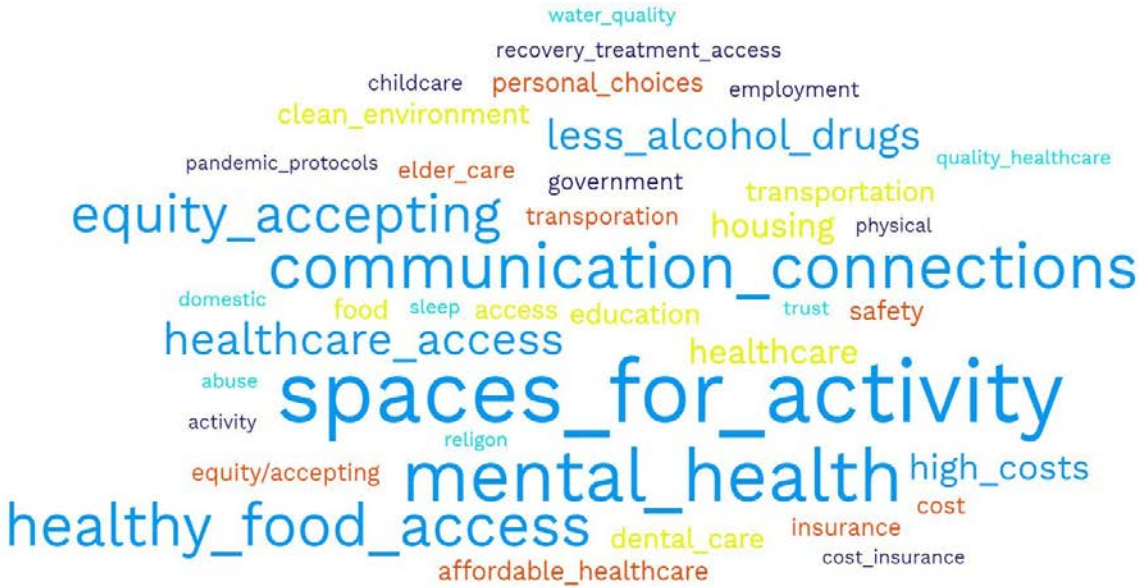 water_quality
recovery_treatment_access
childcare personal_choices employment
clean_environment less_alcohol_drugs
pandemic_protocols elder_care government quality_healthcare
equity_accepting transporation transportation
housing physical
communication_connections
domestic food sleep access education trust safety
healthcare_access healthcare
abuse spaces_for_activity
activity
religon
equity/accepting mental_health high_costs
healthy_food_access dental_care insurance cost
affordable_healthcare cost_insurance